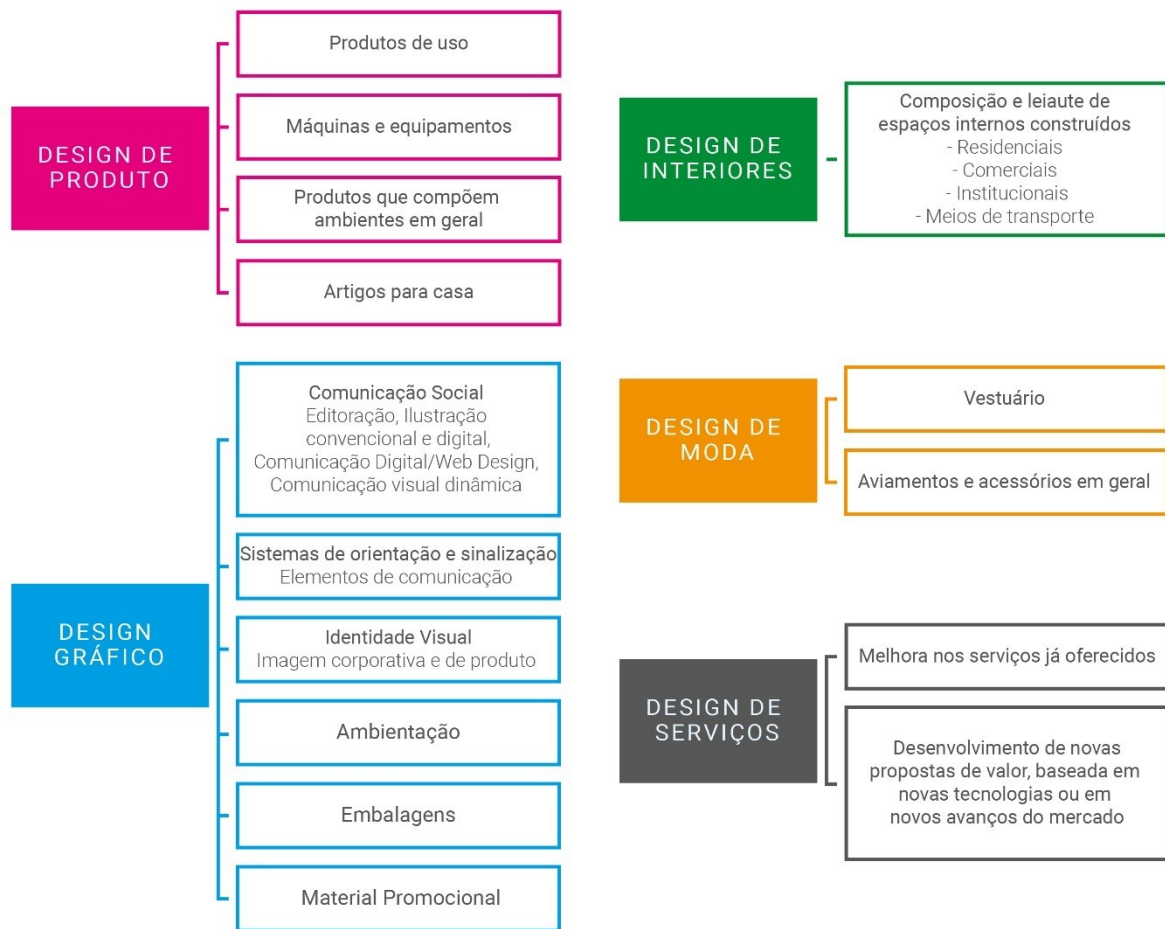 DESIGN DE
PRODUTO
Produtos de uso
Máquinas e equipamentos
Produtos que compõem
ambientes em geral
Artigos para casa
DESIGN
GRÁFICO
Comunicação Social
Editoração, Ilustração
convencional e digital,
Comunicação Digital/Web Design,
Comunicação visual dinâmica
Sistemas de orientação e sinalização
Elementos de comunicação
Identidade Visual
Imagem corporativa e de produto
Ambientação
Embalagens
Material Promocional
DESIGN DE
INTERIORES
Composição e leiaute de
espaços internos construídos
- Residenciais
- Comerciais
- Institucionais
- Meios de transporte
DESIGN DE
MODA
Vestuário
Aviamentos e acessórios em geral
DESIGN DE
SERVIÇOS
Melhora nos serviços já oferecidos
Desenvolvimento de novas
propostas de valor, baseada em
novas tecnologias ou em
novos avanços do mercado